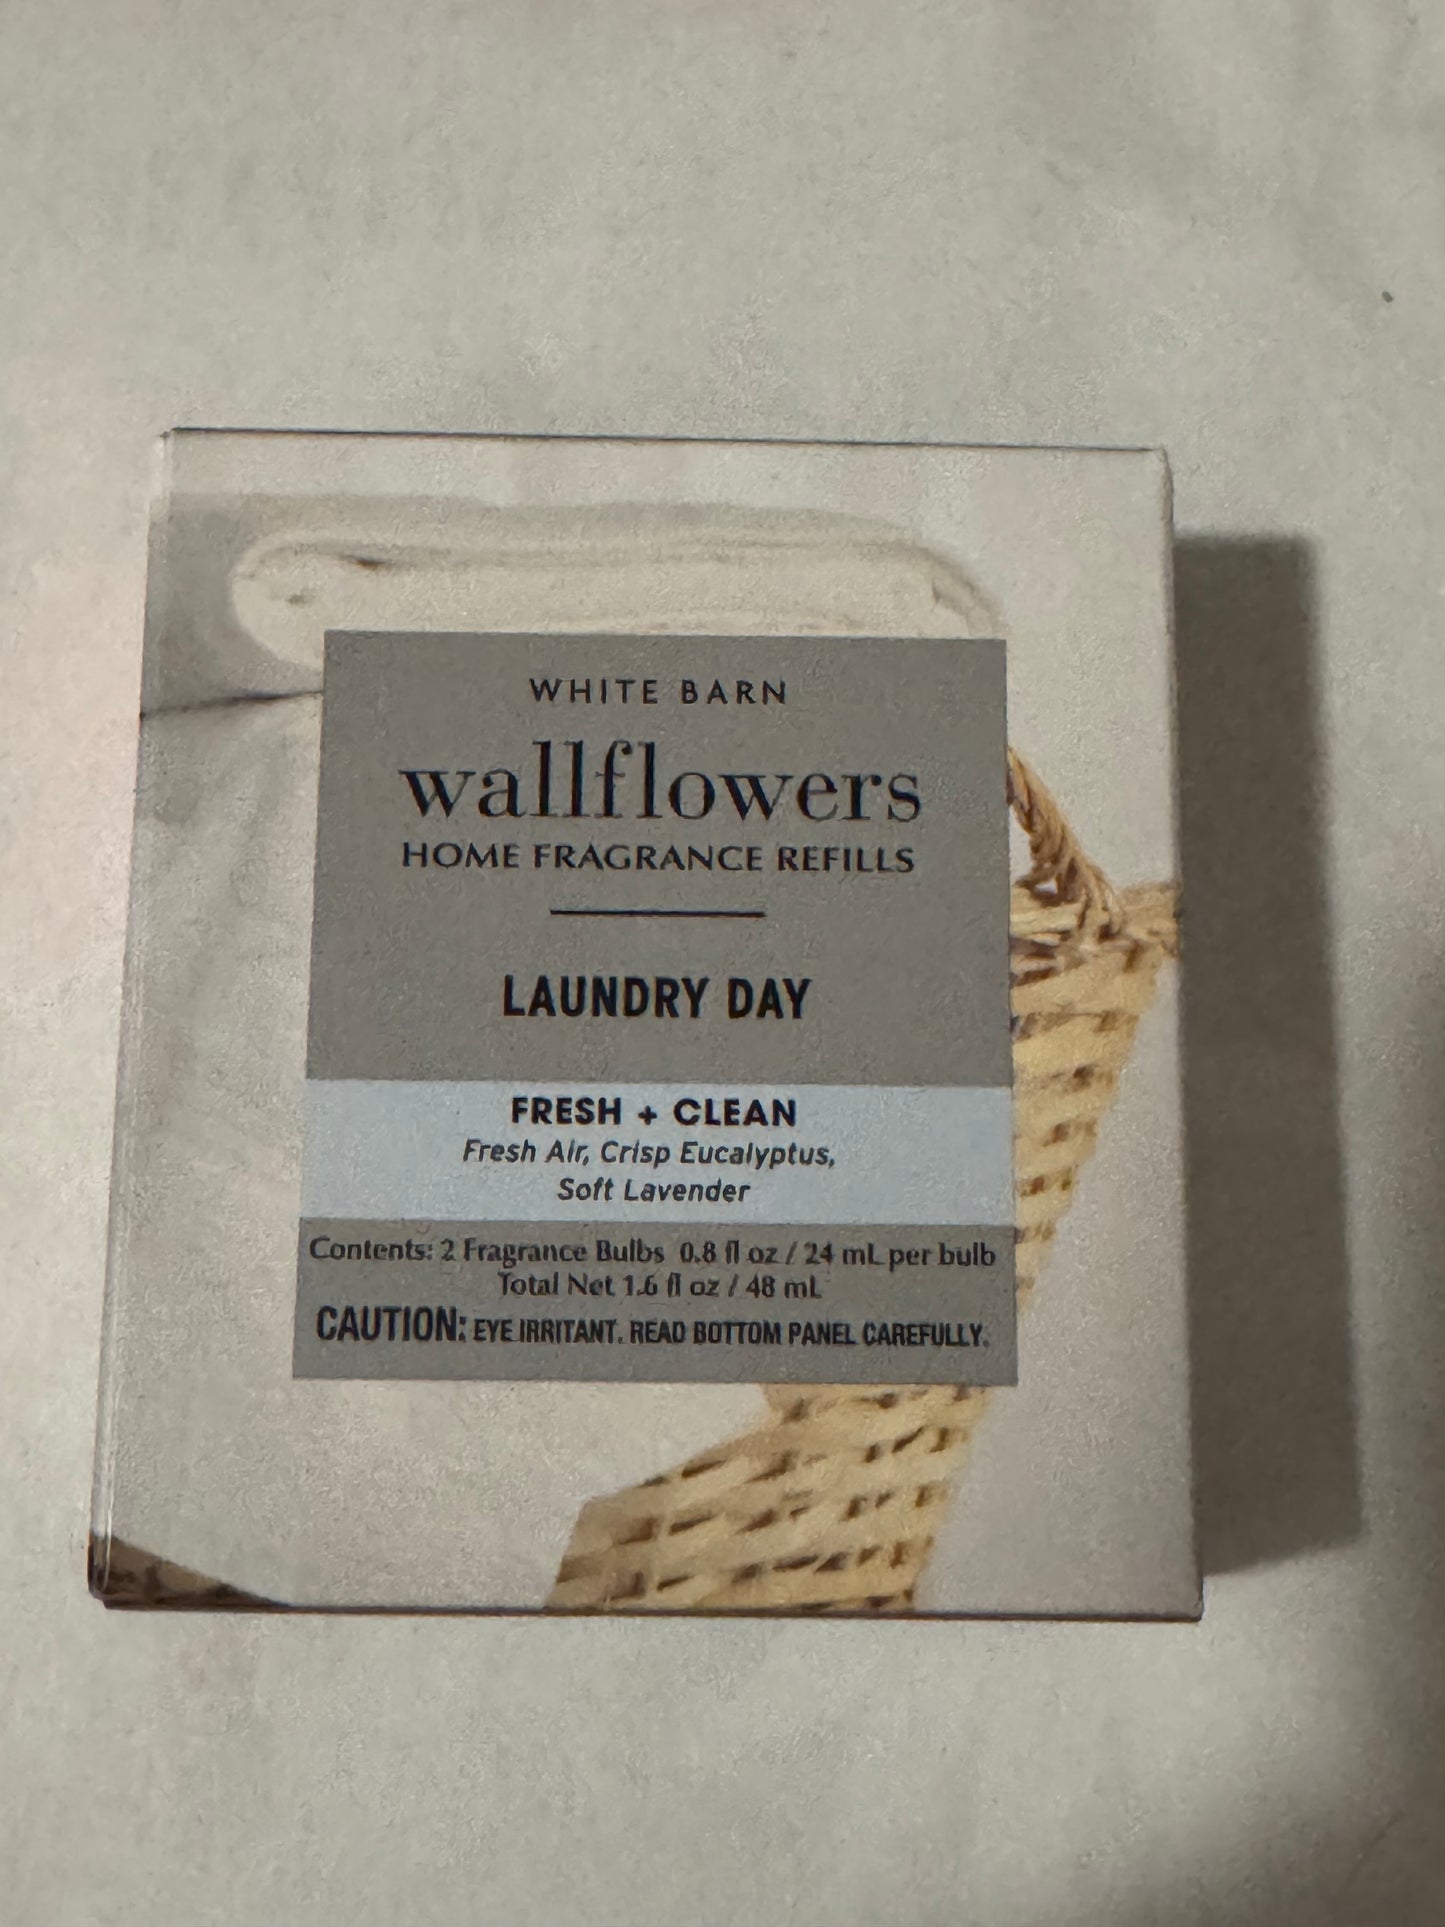 WHITE BARN
wallflowers
HOME FRAGRANCE REFILLS
LAUNDRY DAY
FRESH + CLEAN
Fresh Air, Crisp Eucalyptus,
Soft Lavender
Contents: 2 Fragrance Bulbs 0.8 fl oz / 24 mL per bulb
Total Net 1.6 fl oz / 48 mL
CAUTION: EYE IRRITANT. READ BOTTOM PANEL CAREFULLY.